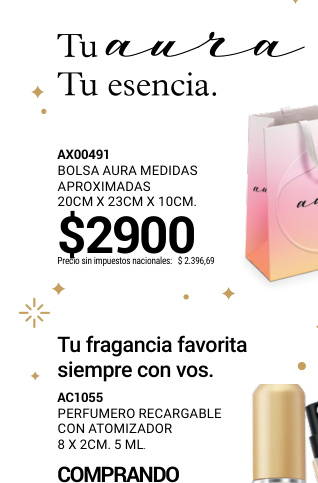 Tu aura
Tu esencia.
AX00491
BOLSA AURA MEDIDAS
APROXIMADAS
20CM X 23CM X 10CM.
$2900
Precio sin impuestos nacionales: $ 2.396,69
Tu fragancia favorita
siempre con vos.
AC1055
PERFUMERO RECARGABLE
CON ATOMIZADOR
8 X 2CM. 5 ML.
COMPRANDO